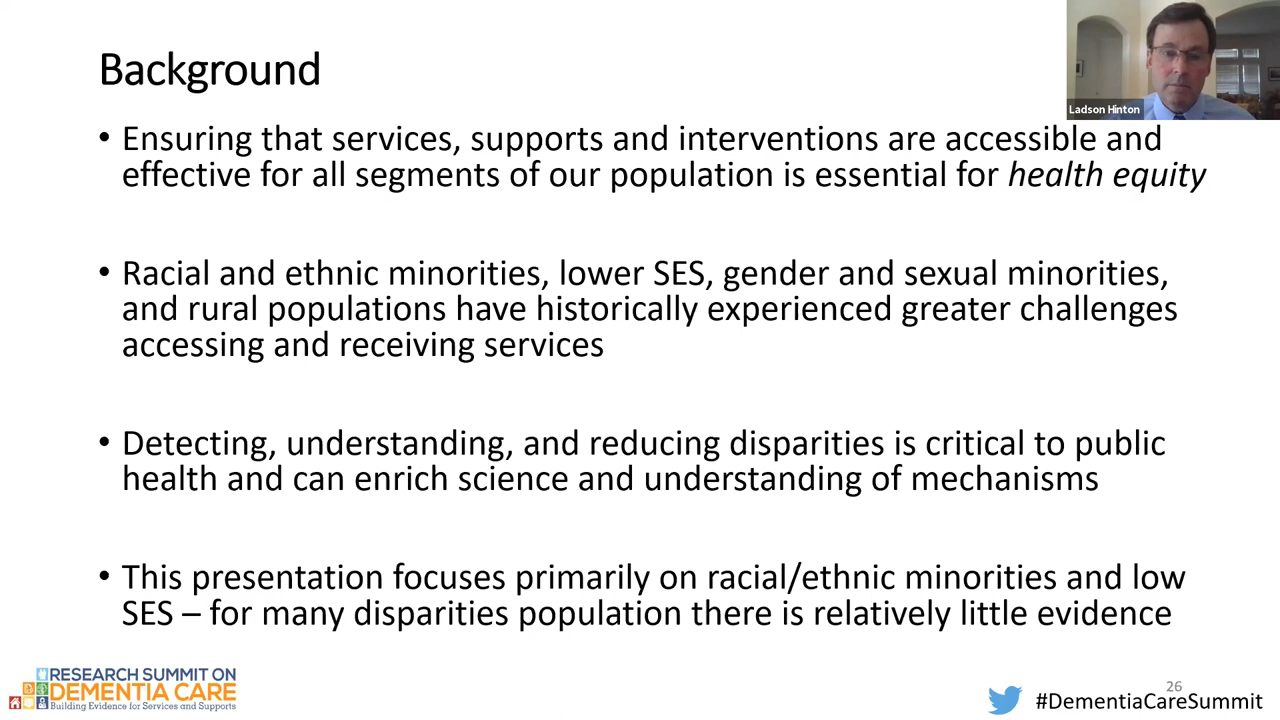 Background
Ladson Hinton
• Ensuring that services, supports and interventions are accessible and
effective for all segments of our population is essential for health equity
• Racial and ethnic minorities, lower SES, gender and sexual minorities,
and rural populations have historically experienced greater challenges
accessing and receiving services
• Detecting, understanding, and reducing disparities is critical to public
health and can enrich science and understanding of mechanisms
• This presentation focuses primarily on racial/ethnic minorities and low
SES – for many disparities population there is relatively little evidence
RESEARCH SUMMIT ON
DEMENTIA CARE
Building Evidence for Services and Supports
26
#DementiaCareSummit